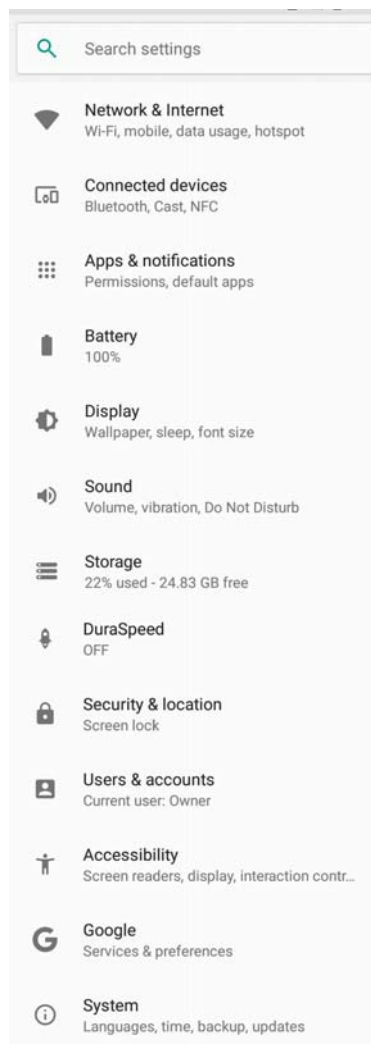 Search settings
Network & Internet
Wi-Fi, mobile, data usage, hotspot
Connected devices
Bluetooth, Cast, NFC
Apps & notifications
Permissions, default apps
Battery
100%
Display
Wallpaper, sleep, font size
Sound
Volume, vibration, Do Not Disturb
Storage
22% used - 24.83 GB free
DuraSpeed
OFF
Security & location
Screen lock
Users & accounts
Current user: Owner
Accessibility
Screen readers, display, interaction contr...
Google
Services & preferences
System
Languages, time, backup, updates